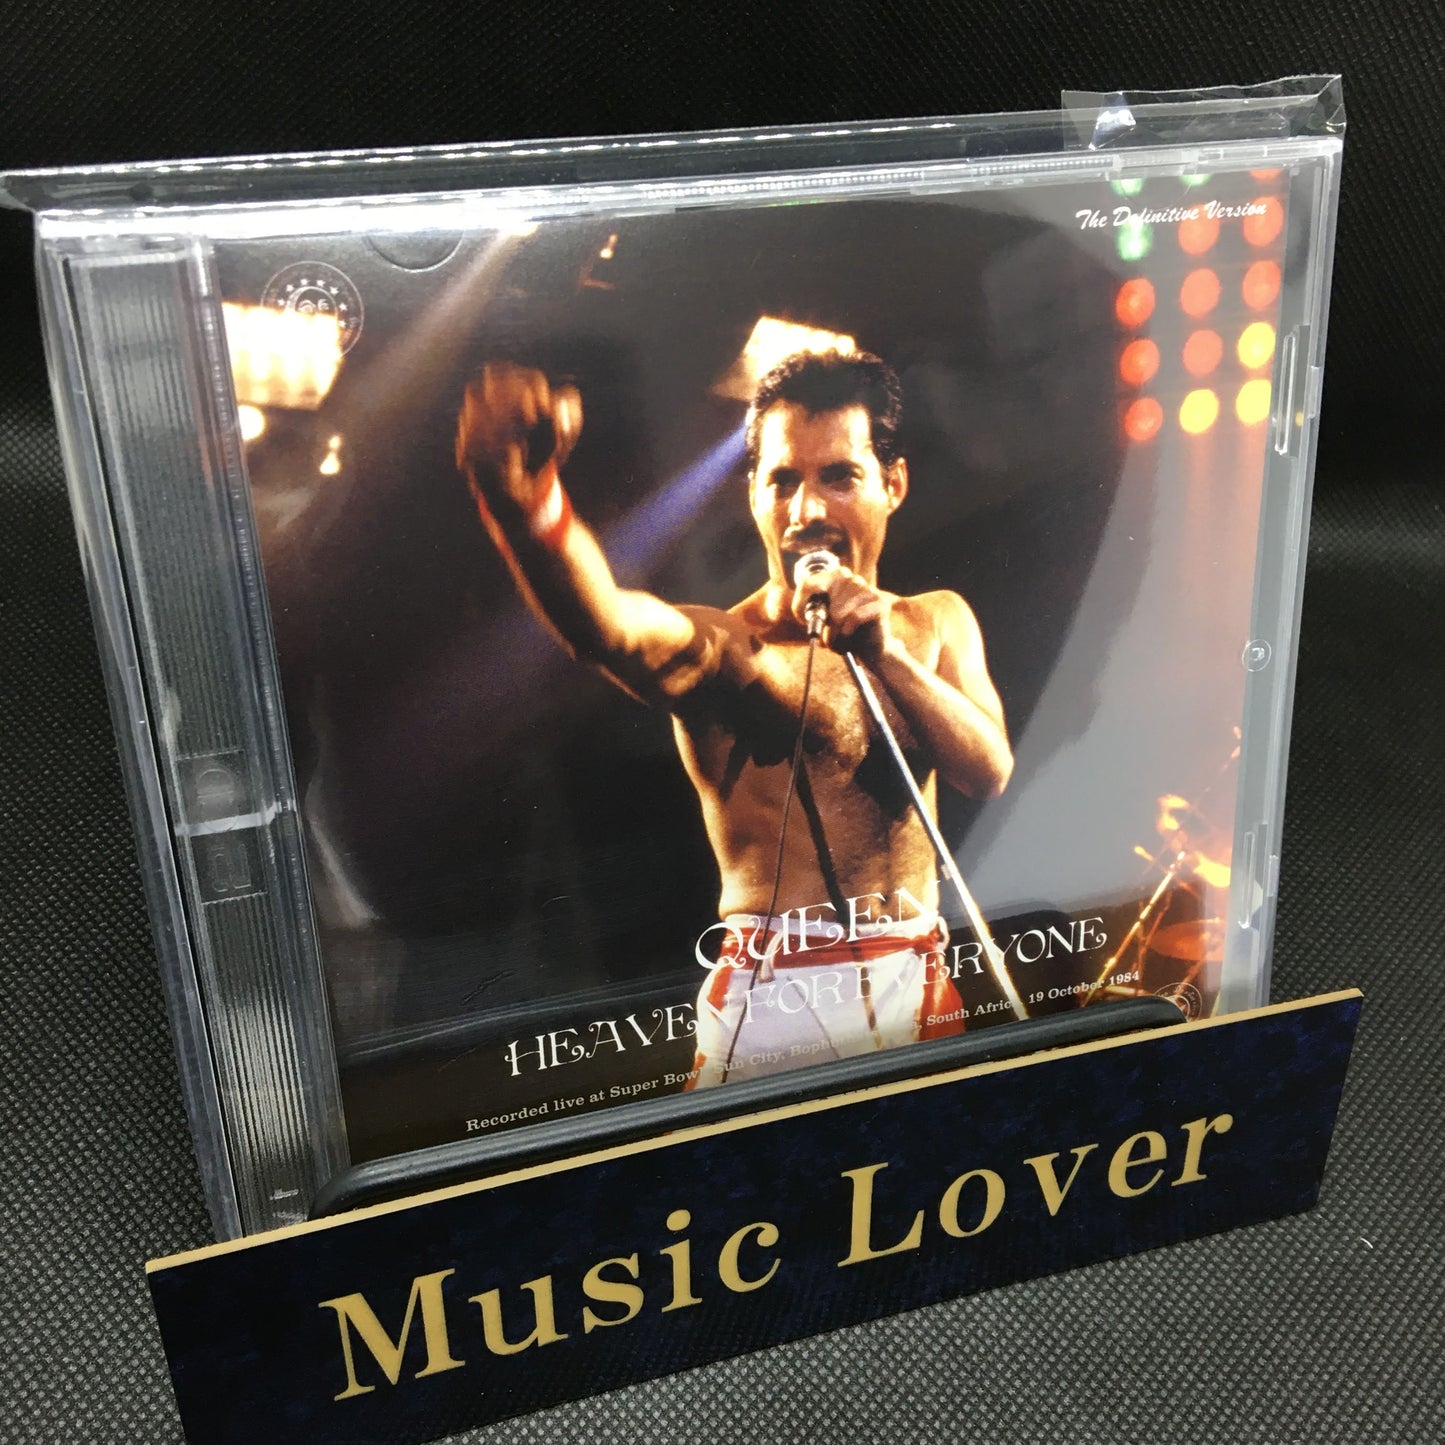 The Definitive Version
QUEEN
HEAVEN FOR EVERYONE
Recorded live at Super Bowl Sun City, South Africa, 19 October 1984
Music Lover